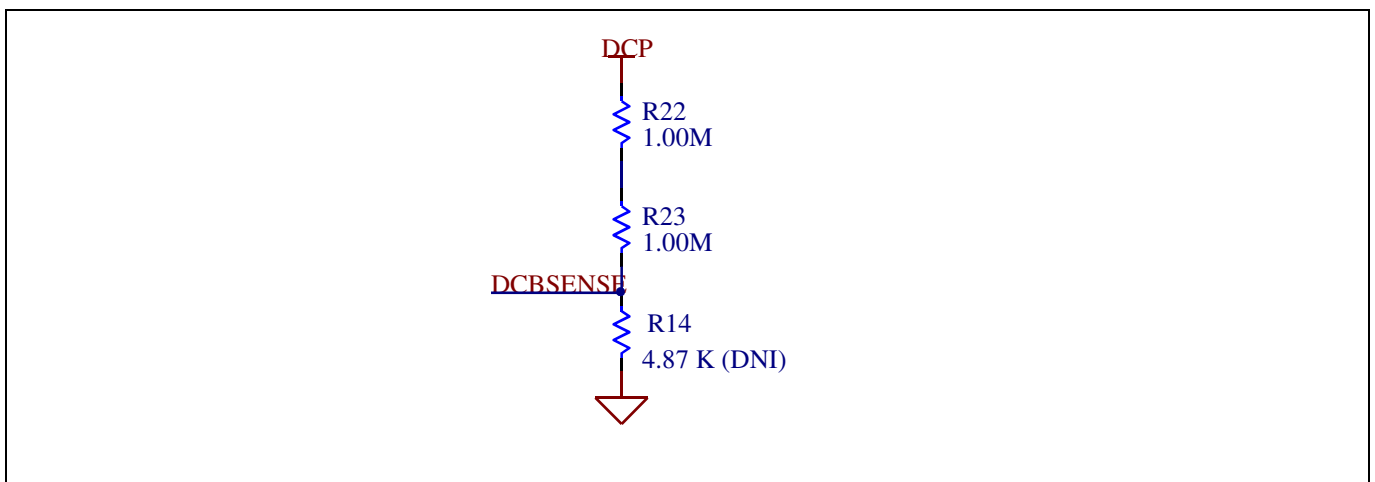 DCP
R22
1.00M
R23
1.00M
DCBSENSE
R14
4.87 K (DNI)